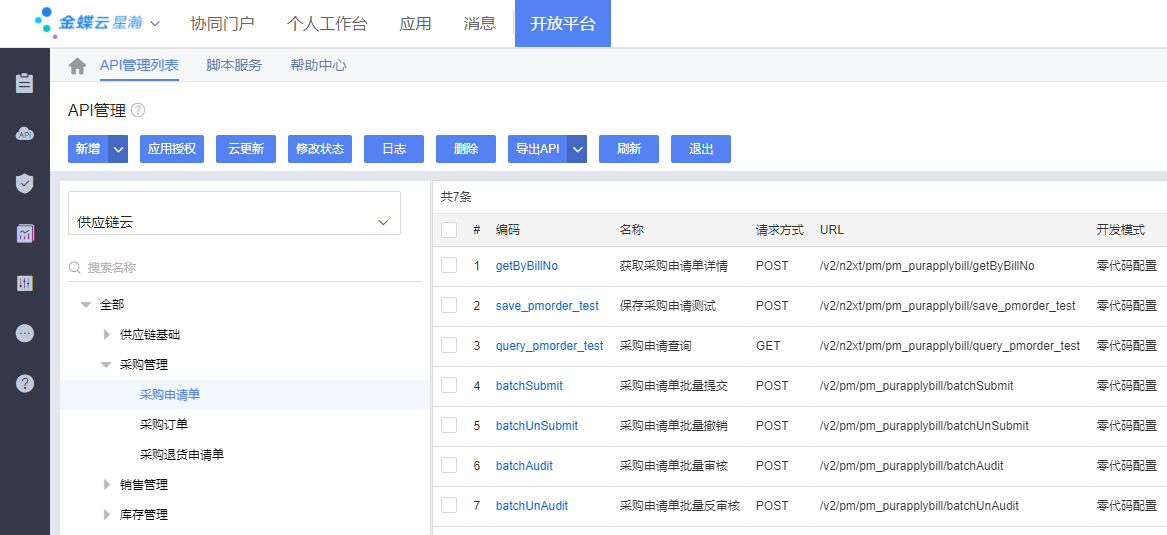 金蝶云 星瀚 协同门户 个人工作台 应用 消息 开放平台
API管理列表 脚本服务 帮助中心
API管理 ?
新增 应用授权 云更新 修改状态 日志 删除 导出API 刷新 退出
API
供应链云
搜索名称
全部
供应链基础
采购管理
采购申请单
采购订单
采购退货申请单
销售管理
库存管理
共7条
# 编码 名称 请求方式 URL 开发模式
1 getByBillNo 获取采购申请单详情 POST /v2/n2xt/pm/pm_purapplybill/getByBillNo 零代码配置
2 save_pmorder_test 保存采购申请测试 POST /v2/n2xt/pm/pm_purapplybill/save_pmorder_test 零代码配置
3 query_pmorder_test 采购申请查询 GET /v2/n2xt/pm/pm_purapplybill/query_pmorder_test 零代码配置
4 batchSubmit 采购申请单批量提交 POST /v2/pm/pm_purapplybill/batchSubmit 零代码配置
5 batchUnSubmit 采购申请单批量撤销 POST /v2/pm/pm_purapplybill/batchUnSubmit 零代码配置
6 batchAudit 采购申请单批量审核 POST /v2/pm/pm_purapplybill/batchAudit 零代码配置
7 batchUnAudit 采购申请单批量反审核 POST /v2/pm/pm_purapplybill/batchUnAudit 零代码配置